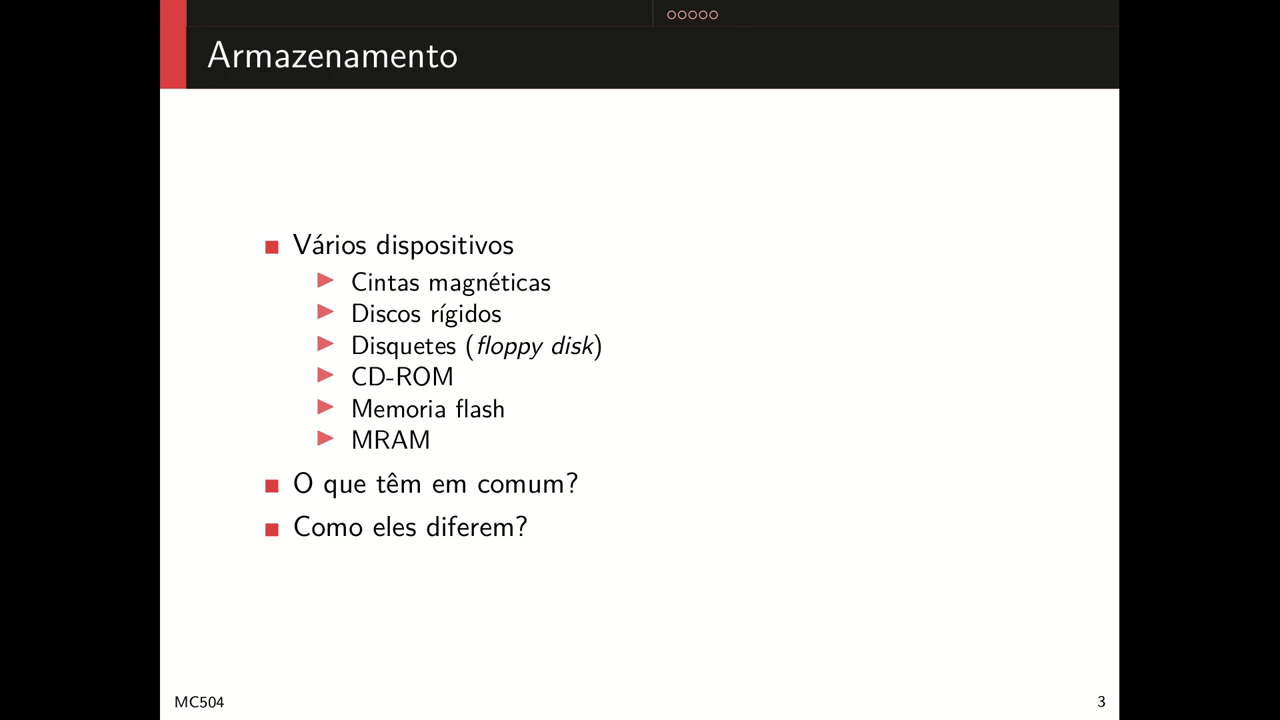 Armazenamento
Vários dispositivos
Cintas magnéticas
Discos rígidos
Disquetes (floppy disk)
CD-ROM
Memoria flash
MRAM
O que têm em comum?
Como eles diferem?
MC504
3